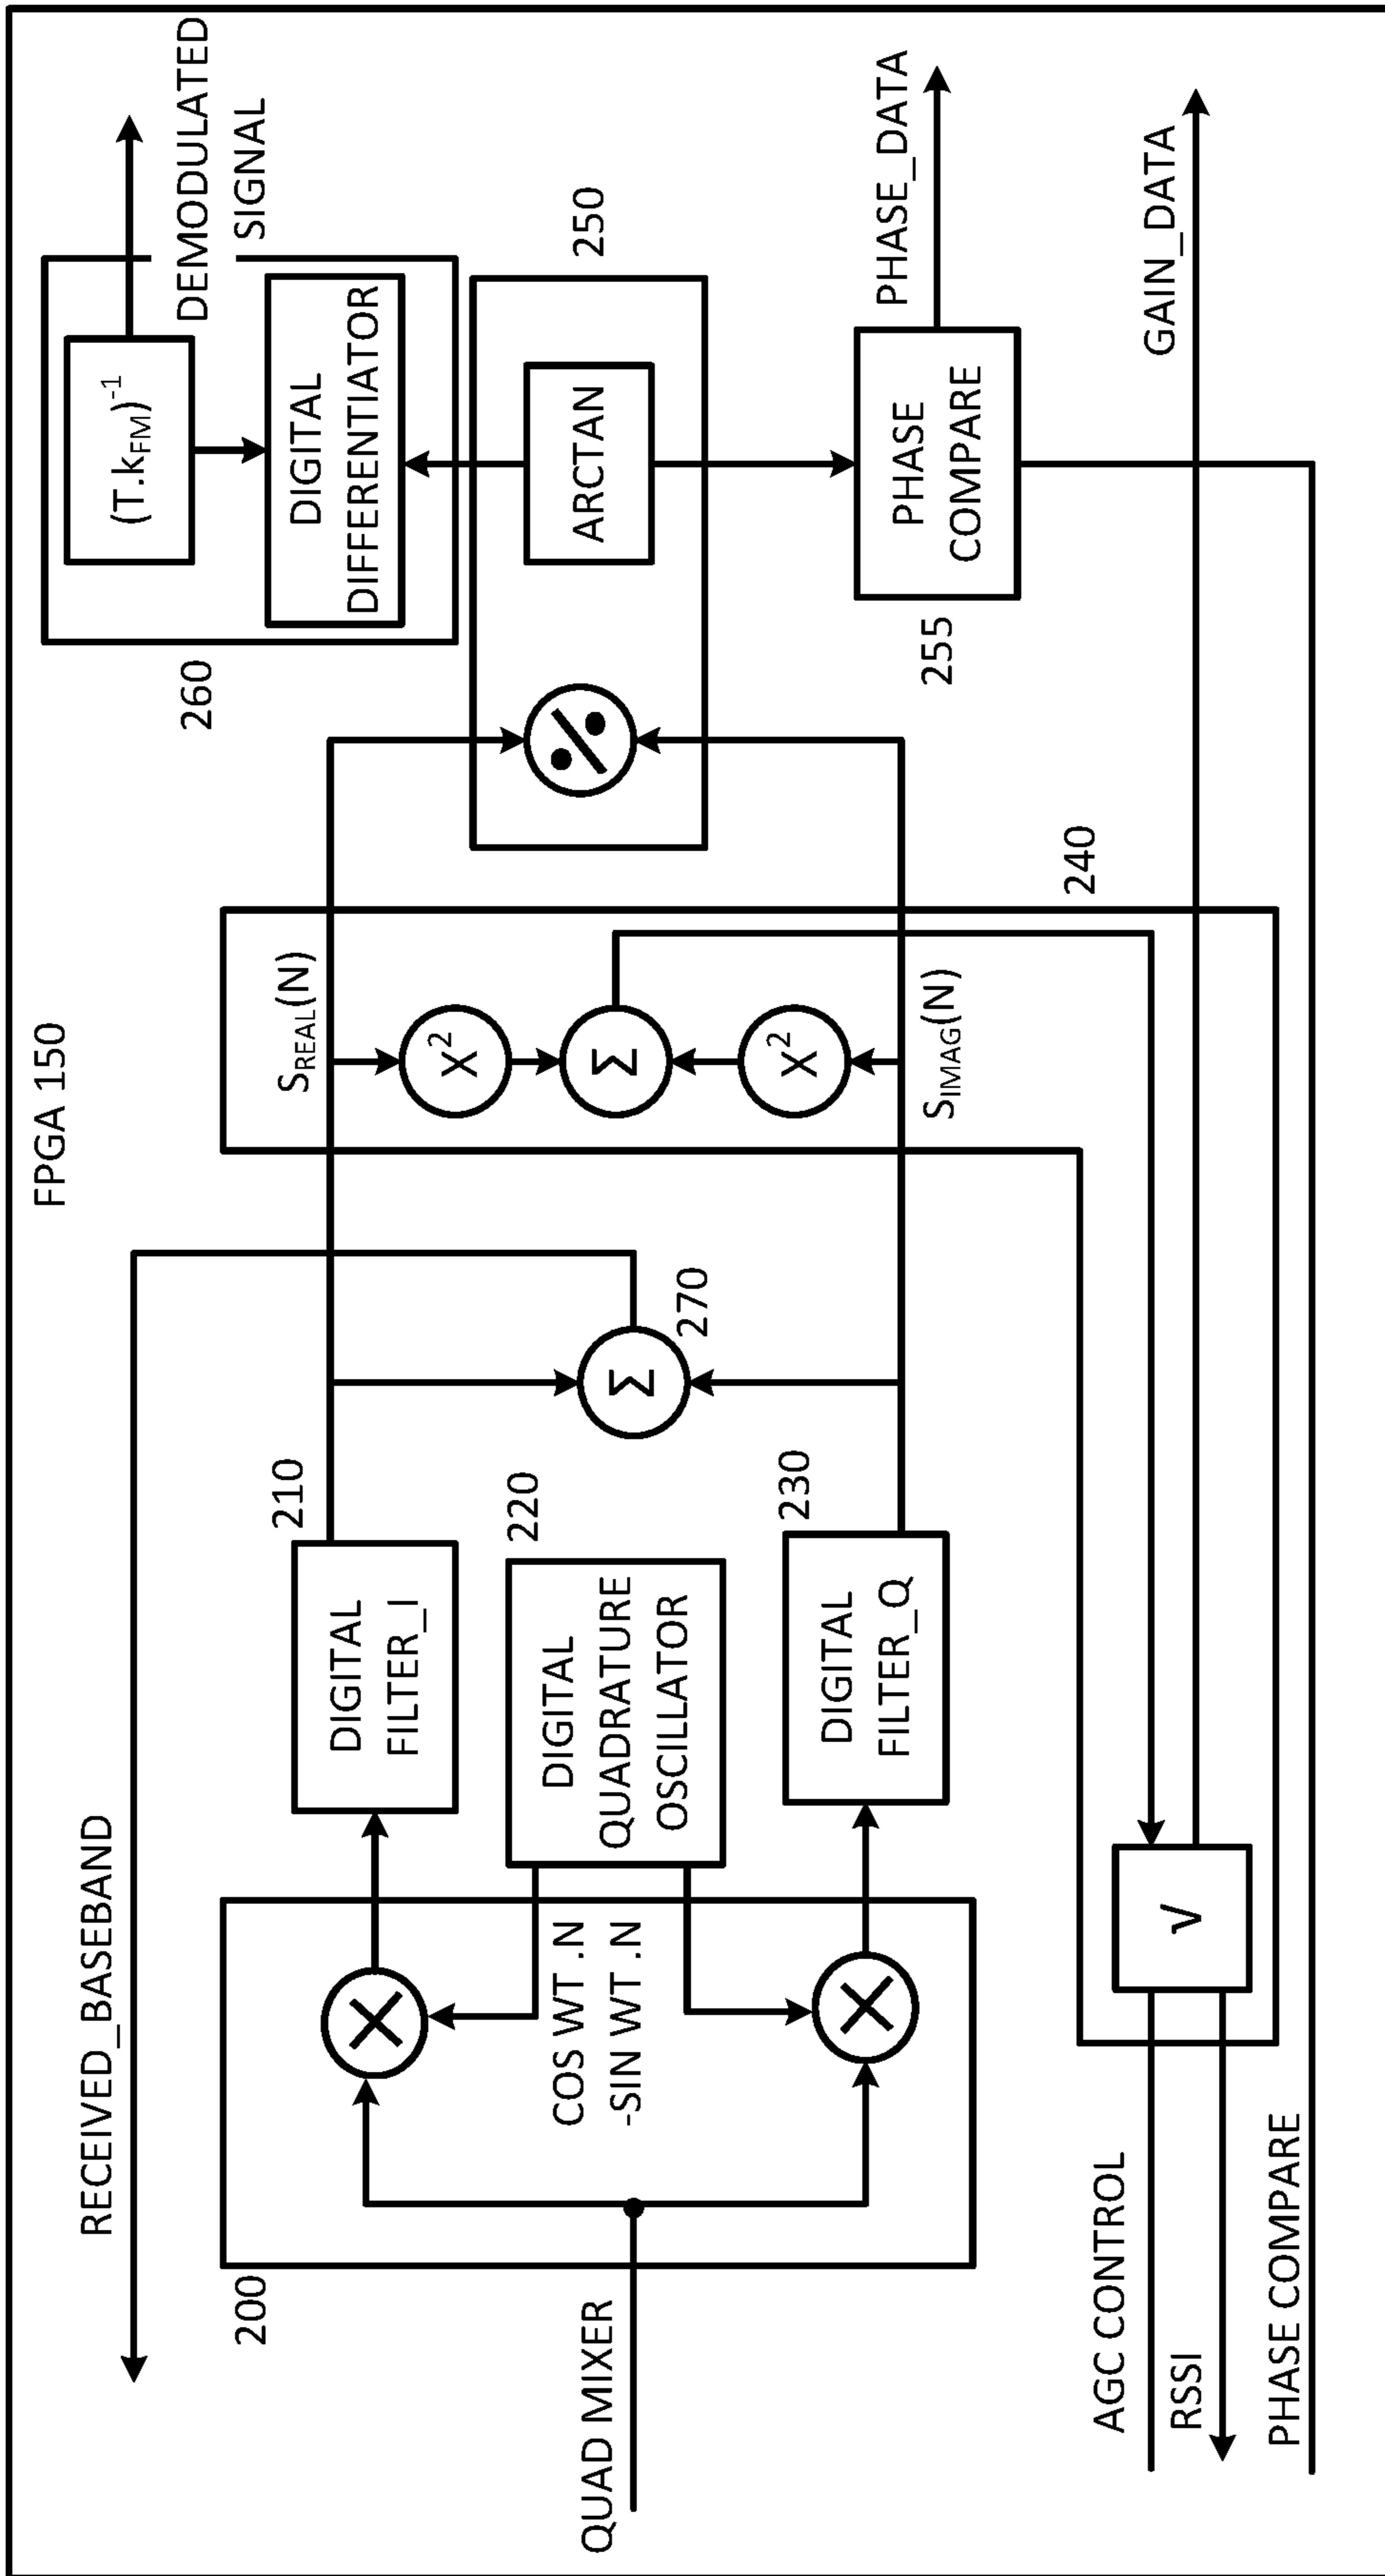 FPGA 150
RECEIVED_BASEBAND
200
QUAD MIXER
COS WT .N
-SIN WT .N
DIGITAL
FILTER_I
210
DIGITAL
QUADRATURE
OSCILLATOR
220
DIGITAL
FILTER_Q
230
Σ
270
S_REAL(N)
X²
Σ
X²
S_IMAG(N)
240
260
(T.k_FM)⁻¹
DIGITAL
DIFFERENTIATOR
DEMODULATED
SIGNAL
ARCTAN
250
255
PHASE
COMPARE
PHASE_DATA
GAIN_DATA
√
AGC CONTROL
RSSI
PHASE COMPARE